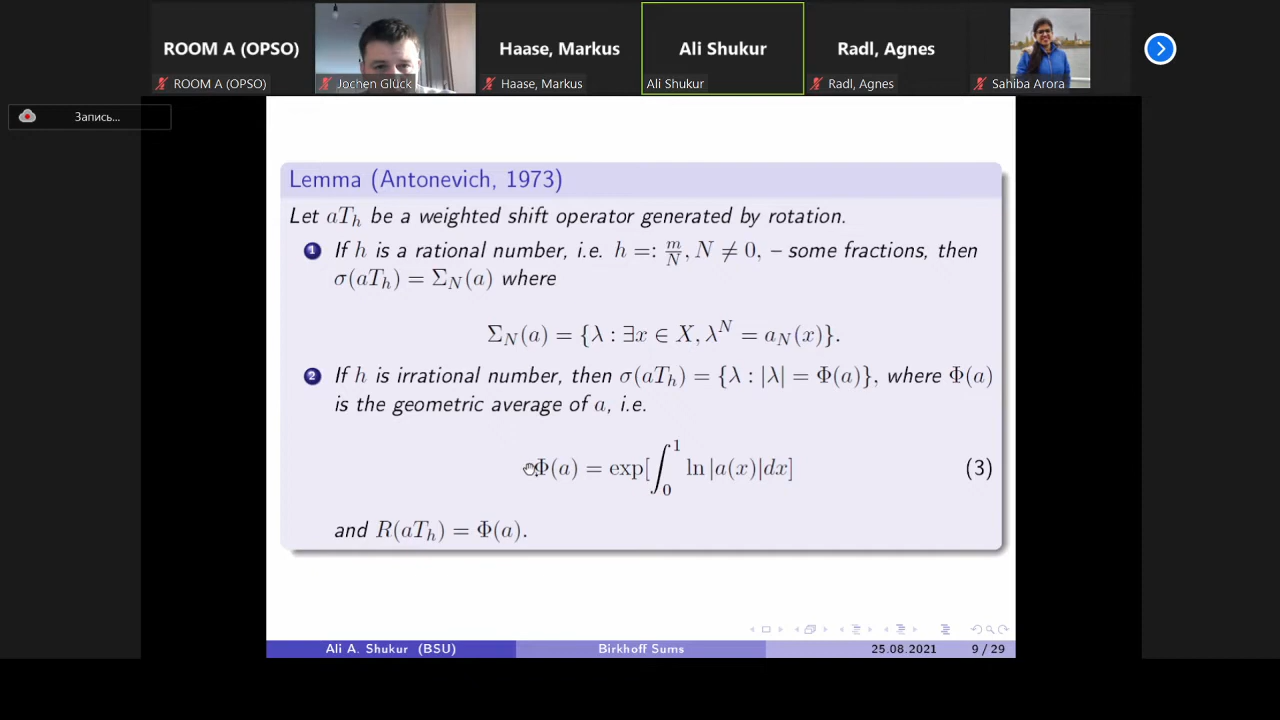 ROOM A (OPSO)
Haase, Markus
Ali Shukur
Radl, Agnes
ROOM A (OPSO)
Jochen Glück
Haase, Markus
Ali Shukur
Radl, Agnes
Sahiba Arora
Запись...
Lemma (Antonevich, 1973)
Let aT_h be a weighted shift operator generated by rotation.
1 If h is a rational number, i.e. h =: m/N, N ≠ 0, – some fractions, then
σ(aT_h) = Σ_N(a) where
Σ_N(a) = {λ : ∃x ∈ X, λ^N = a_N(x)}.
2 If h is irrational number, then σ(aT_h) = {λ : |λ| = Φ(a)}, where Φ(a)
is the geometric average of a, i.e.
Φ(a) = exp[∫_0^1 ln |a(x)|dx] (3)
and R(aT_h) = Φ(a).
Ali A. Shukur (BSU) Birkhoff Sums 25.08.2021 9 / 29